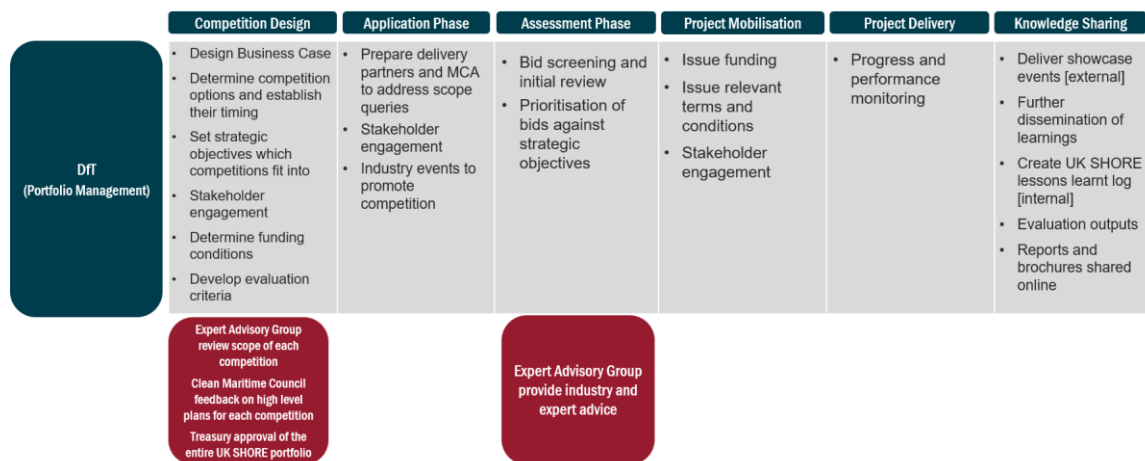 Competition Design
Application Phase
Assessment Phase
Project Mobilisation
Project Delivery
Knowledge Sharing
DfT
(Portfolio Management)
• Design Business Case
• Determine competition
options and establish
their timing
• Set strategic
objectives which
competitions fit into
• Stakeholder
engagement
• Determine funding
conditions
• Develop evaluation
criteria
• Prepare delivery
partners and MCA
to address scope
queries
• Stakeholder
engagement
• Industry events to
promote
competition
• Bid screening and
initial review
• Prioritisation of
bids against
strategic
objectives
• Issue funding
• Issue relevant
terms and
conditions
• Stakeholder
engagement
• Progress and
performance
monitoring
• Deliver showcase
events [external]
• Further
dissemination of
learnings
• Create UK SHORE
lessons learnt log
[internal]
• Evaluation outputs
• Reports and
brochures shared
online
Expert Advisory Group
review scope of each
competition
Clean Maritime Council
feedback on high level
plans for each competition
Treasury approval of the
entire UK SHORE portfolio
Expert Advisory Group
provide industry and
expert advice